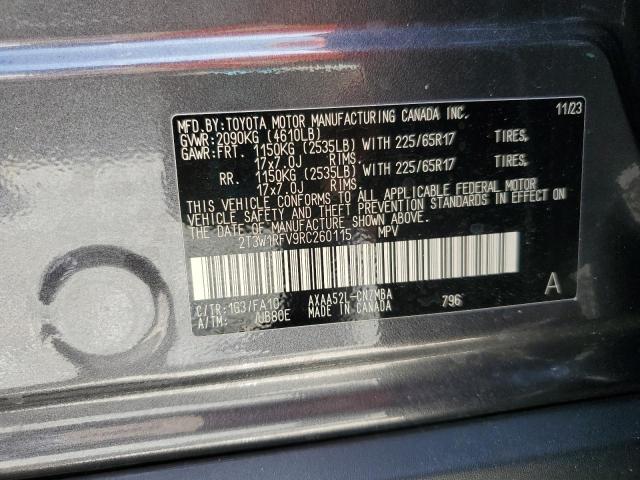 MFD.BY:TOYOTA MOTOR MANUFACTURING CANADA INC. 11/23
GVWR:2090KG (4610LB)
GAWR:FRT. 1150KG (2535LB) WITH 225/65R17 TIRES.
17x7.0J RIMS.
RR. 1150KG (2535LB) WITH 225/65R17 TIRES.
17x7.0J RIMS.
THIS VEHICLE CONFORMS TO ALL APPLICABLE FEDERAL MOTOR
VEHICLE SAFETY AND THEFT PREVENTION STANDARDS IN EFFECT ON
THE DATE OF MANUFACTURE SHOWN ABOVE.
2T3W1RFV9RC260115 MPV
C/TR:1G3/FA10 AXAA52L-CNZMBA 796 A
A/TM: /UB80E MADE IN CANADA